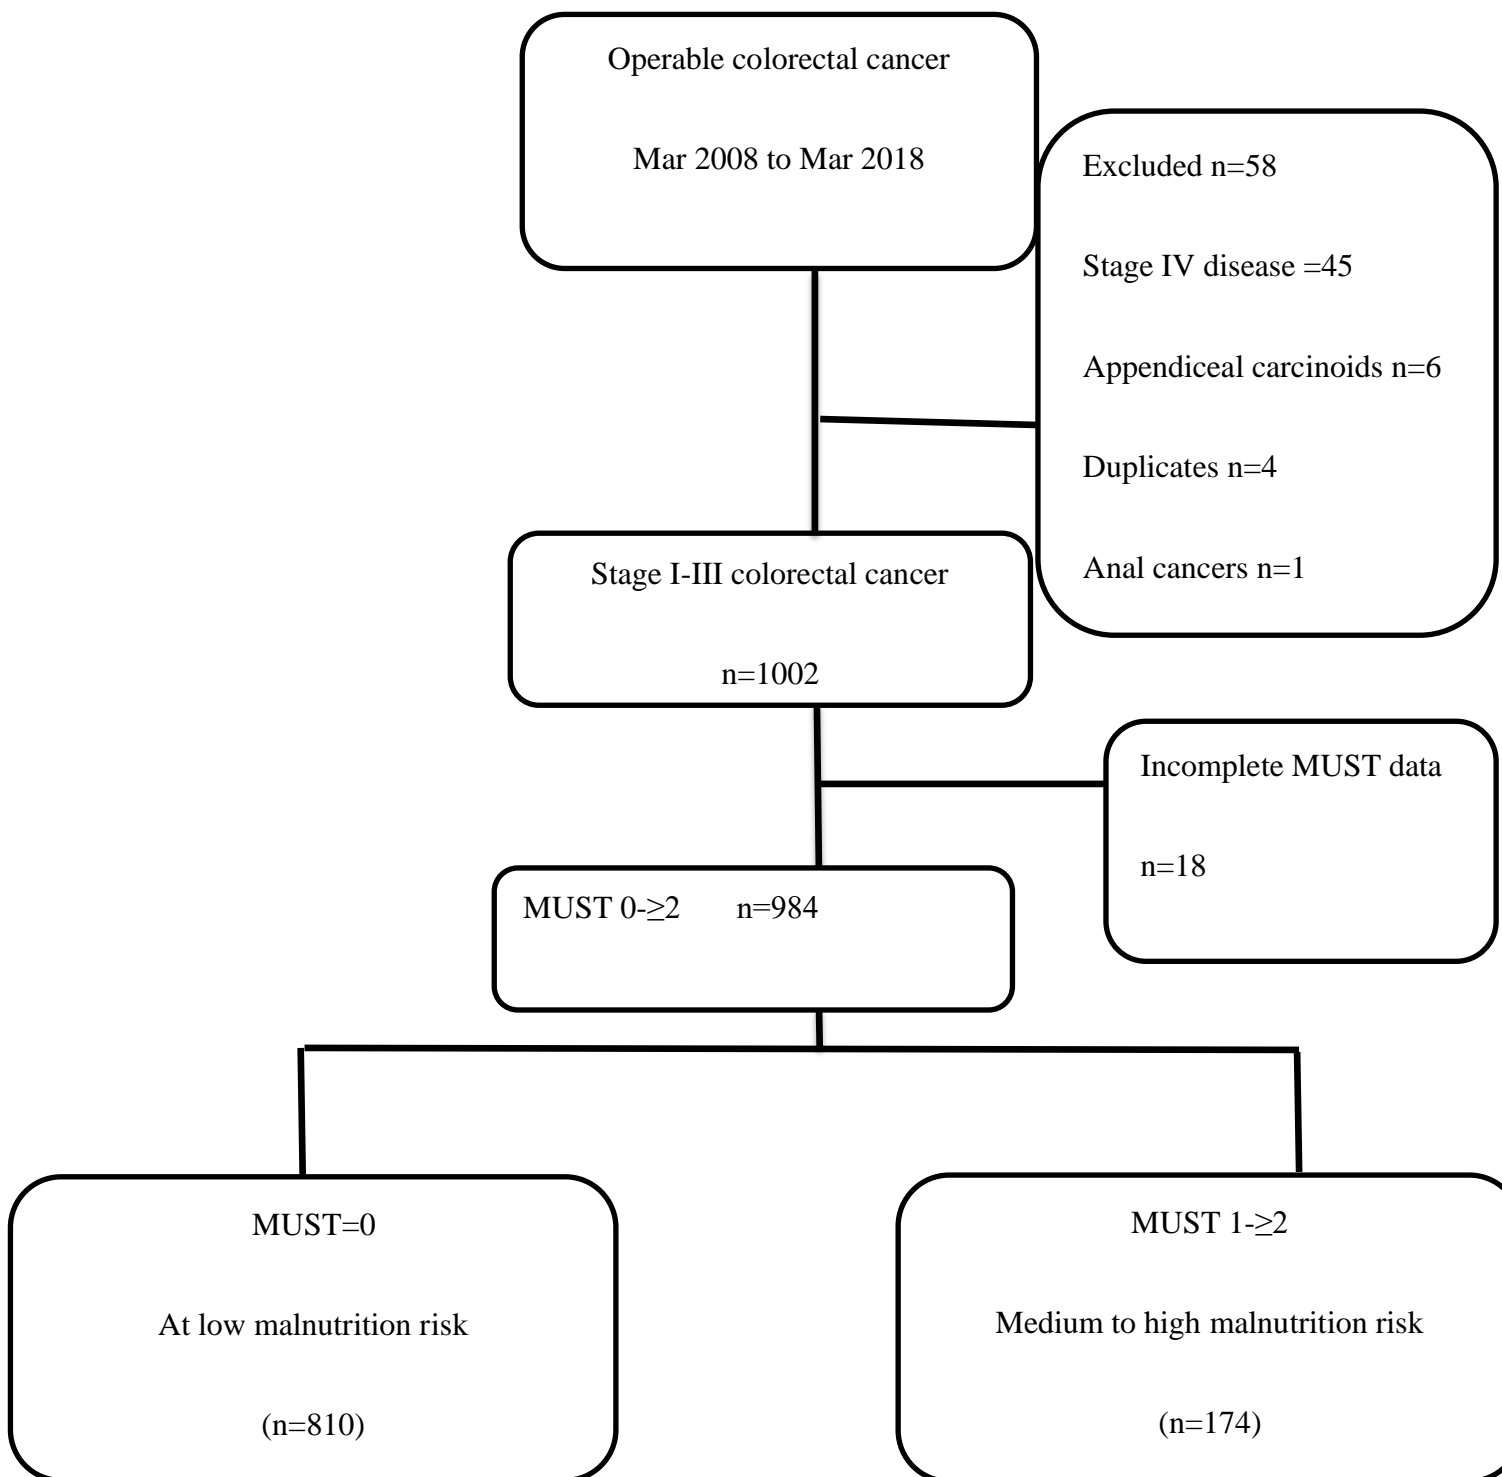 Operable colorectal cancer
Mar 2008 to Mar 2018
Excluded n=58
Stage IV disease =45
Appendiceal carcinoids n=6
Duplicates n=4
Anal cancers n=1
Stage I-III colorectal cancer
n=1002
Incomplete MUST data
n=18
MUST 0-≥2 n=984
MUST=0
At low malnutrition risk
(n=810)
MUST 1-≥2
Medium to high malnutrition risk
(n=174)